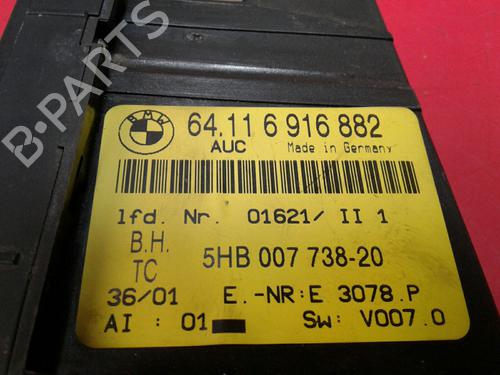 B-PARTS
BMW
64.11 6 916 882
AUC Made in Germany
lfd. Nr. 01621/ II 1
B.H.
TC 5HB 007 738-20
36/01 E.-NR:E 3078.P
AI : 01 Sw: V007.0